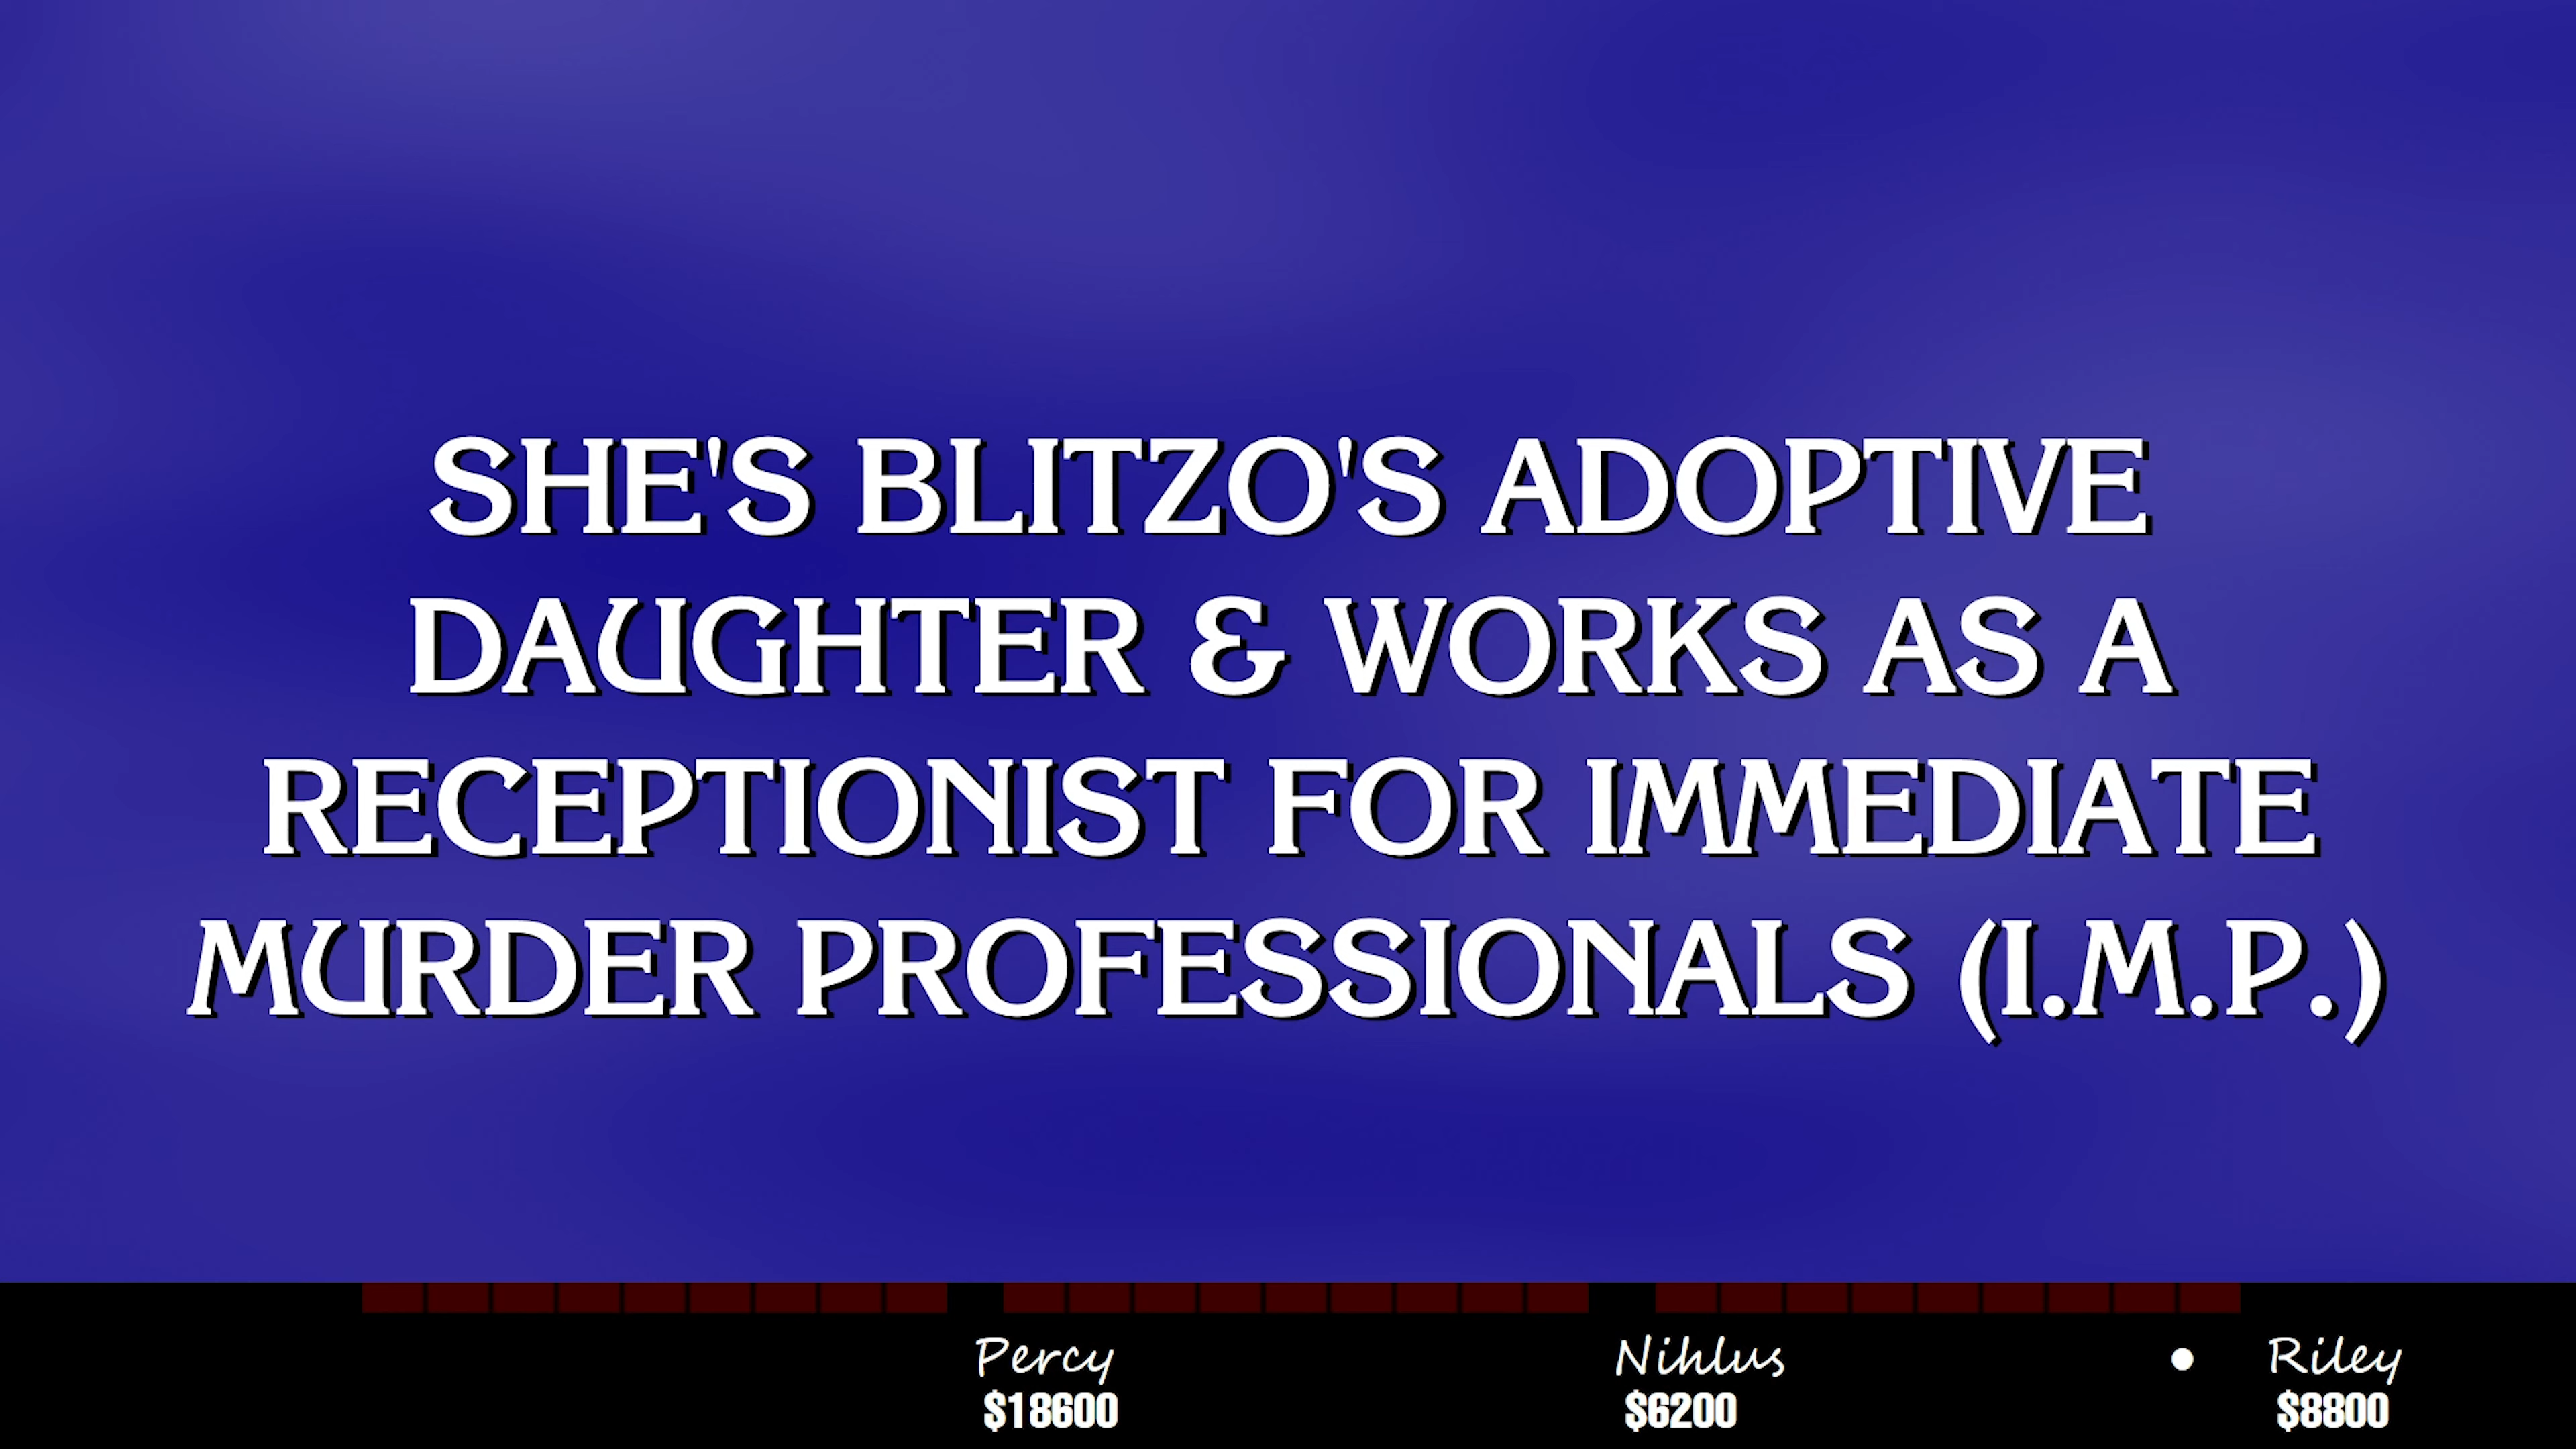 SHE'S BLITZO'S ADOPTIVE
DAUGHTER & WORKS AS A
RECEPTIONIST FOR IMMEDIATE
MURDER PROFESSIONALS (I.M.P.)
Percy
$18600
Nihlus
$6200
Riley
$8800